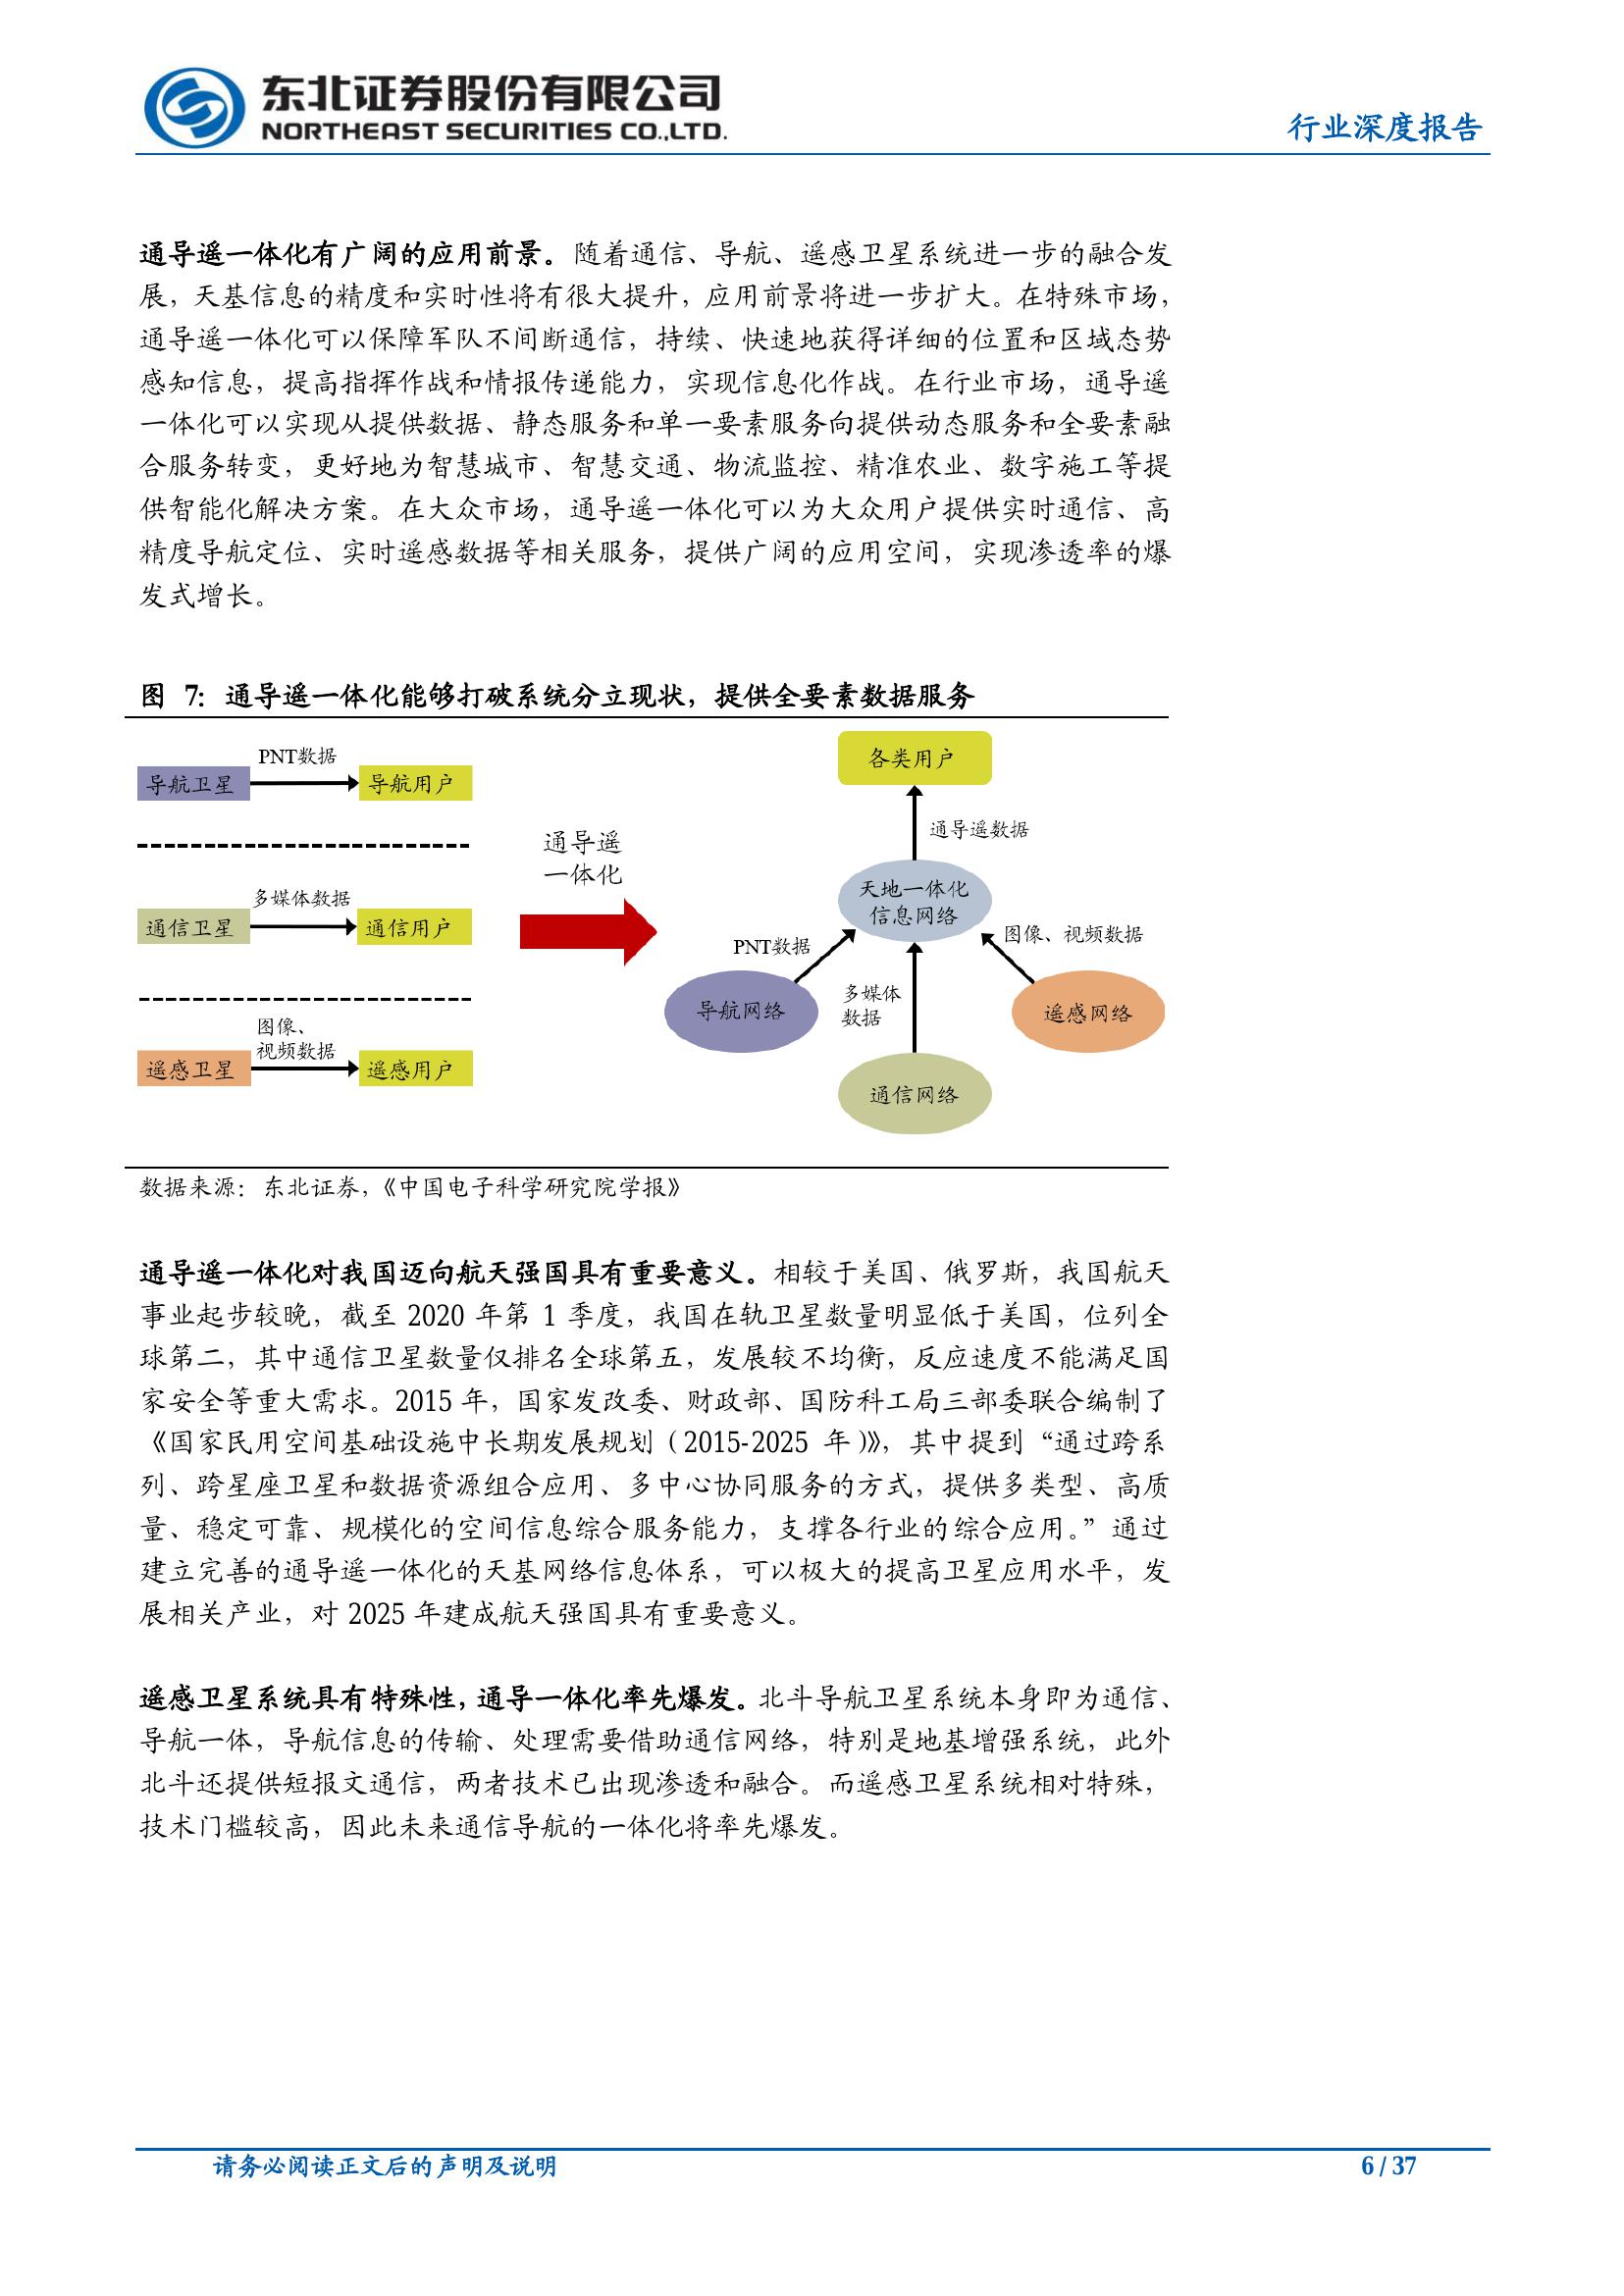 东北证券股份有限公司
NORTHEAST SECURITIES CO.,LTD.
行业深度报告
通导遥一体化有广阔的应用前景。随着通信、导航、遥感卫星系统进一步的融合发
展，天基信息的精度和实时性将有很大提升，应用前景将进一步扩大。在特殊市场，
通导遥一体化可以保障军队不间断通信，持续、快速地获得详细的位置和区域态势
感知信息，提高指挥作战和情报传递能力，实现信息化作战。在行业市场，通导遥
一体化可以实现从提供数据、静态服务和单一要素服务向提供动态服务和全要素融
合服务转变，更好地为智慧城市、智慧交通、物流监控、精准农业、数字施工等提
供智能化解决方案。在大众市场，通导遥一体化可以为大众用户提供实时通信、高
精度导航定位、实时遥感数据等相关服务，提供广阔的应用空间，实现渗透率的爆
发式增长。
图 7：通导遥一体化能够打破系统分立现状，提供全要素数据服务
PNT数据
导航卫星
导航用户
多媒体数据
通信卫星
通信用户
图像、
视频数据
遥感卫星
遥感用户
通导遥
一体化
各类用户
通导遥数据
天地一体化
信息网络
PNT数据
图像、视频数据
多媒体
数据
导航网络
遥感网络
通信网络
数据来源：东北证券，《中国电子科学研究院学报》
通导遥一体化对我国迈向航天强国具有重要意义。相较于美国、俄罗斯，我国航天
事业起步较晚，截至 2020 年第 1 季度，我国在轨卫星数量明显低于美国，位列全
球第二，其中通信卫星数量仅排名全球第五，发展较不均衡，反应速度不能满足国
家安全等重大需求。2015 年，国家发改委、财政部、国防科工局三部委联合编制了
《国家民用空间基础设施中长期发展规划（2015-2025 年）》，其中提到“通过跨系
列、跨星座卫星和数据资源组合应用、多中心协同服务的方式，提供多类型、高质
量、稳定可靠、规模化的空间信息综合服务能力，支撑各行业的综合应用。”通过
建立完善的通导遥一体化的天基网络信息体系，可以极大的提高卫星应用水平，发
展相关产业，对 2025 年建成航天强国具有重要意义。
遥感卫星系统具有特殊性，通导一体化率先爆发。北斗导航卫星系统本身即为通信、
导航一体，导航信息的传输、处理需要借助通信网络，特别是地基增强系统，此外
北斗还提供短报文通信，两者技术已出现渗透和融合。而遥感卫星系统相对特殊，
技术门槛较高，因此未来通信导航的一体化将率先爆发。
请务必阅读正文后的声明及说明
6 / 37